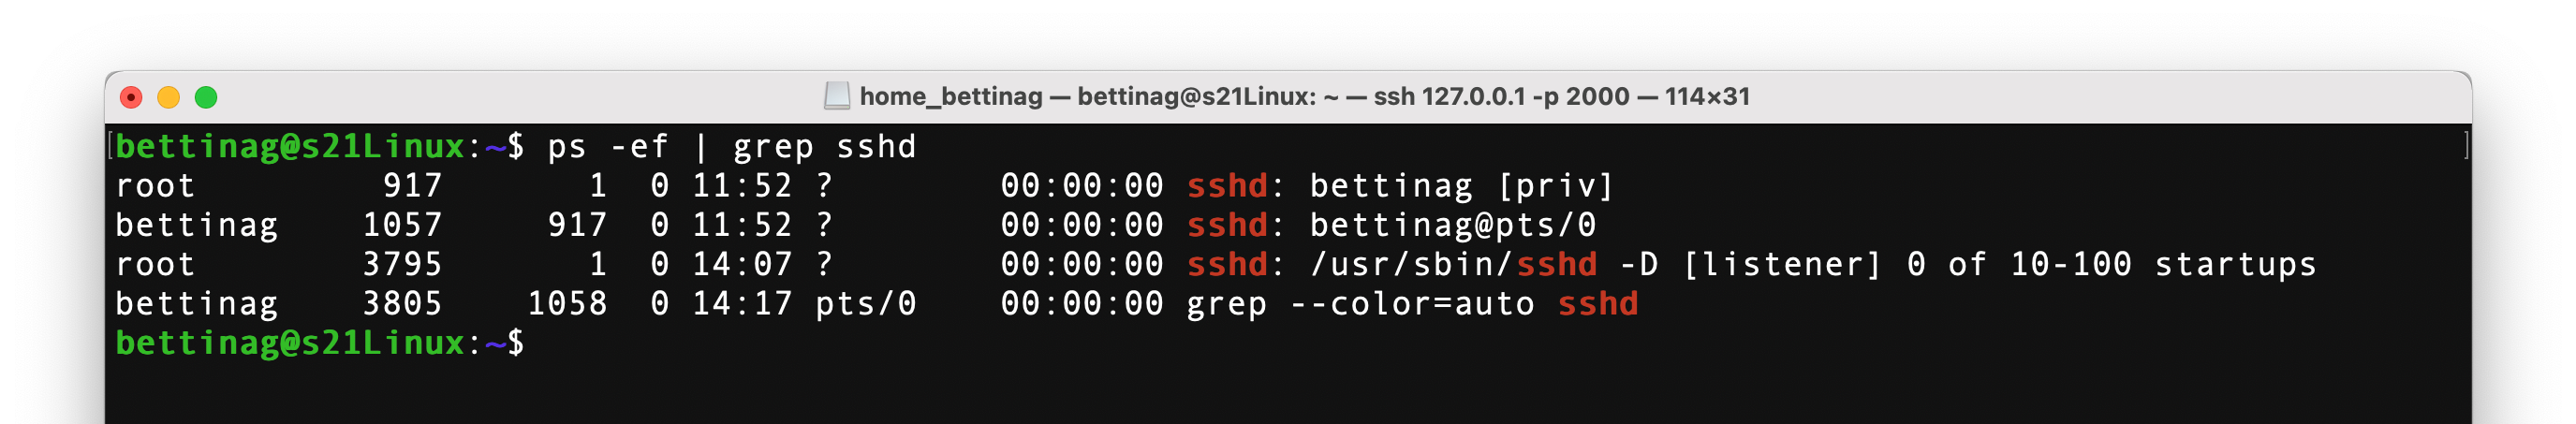 home_bettinag — bettinag@s21Linux: ~ — ssh 127.0.0.1 -p 2000 — 114×31
[bettinag@s21Linux:~$ ps -ef | grep sshd ]
root         917       1  0 11:52 ?        00:00:00 sshd: bettinag [priv]
bettinag    1057     917  0 11:52 ?        00:00:00 sshd: bettinag@pts/0
root        3795       1  0 14:07 ?        00:00:00 sshd: /usr/sbin/sshd -D [listener] 0 of 10-100 startups
bettinag    3805    1058  0 14:17 pts/0    00:00:00 grep --color=auto sshd
bettinag@s21Linux:~$